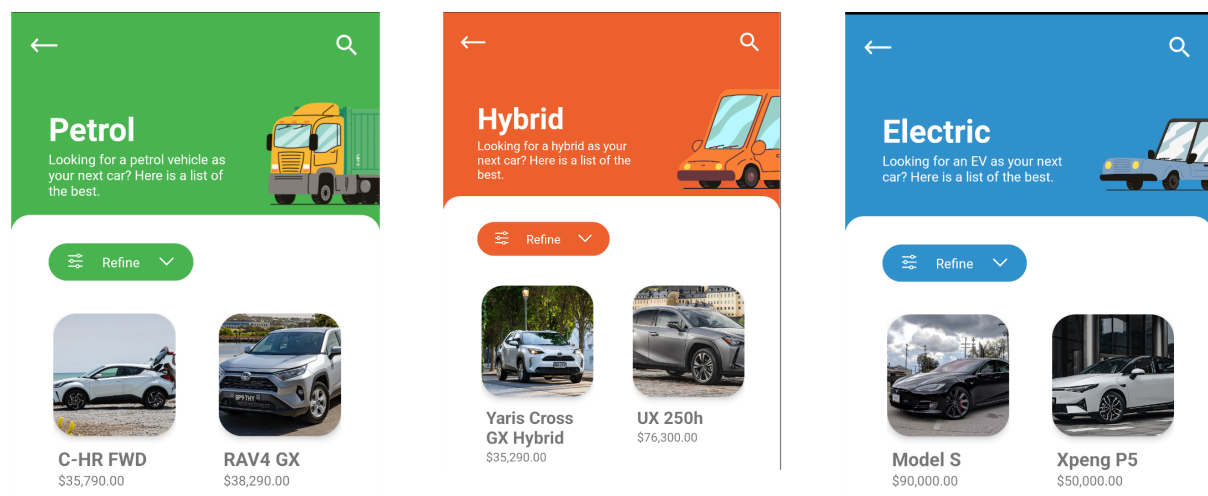 Petrol
Looking for a petrol vehicle as
your next car? Here is a list of
the best.
Refine
C-HR FWD
$35,790.00
RAV4 GX
$38,290.00
Hybrid
Looking for a hybrid as your
next car? Here is a list of the
best.
Refine
Yaris Cross
GX Hybrid
$35,290.00
UX 250h
$76,300.00
Electric
Looking for an EV as your next
car? Here is a list of the best.
Refine
Model S
$90,000.00
Xpeng P5
$50,000.00